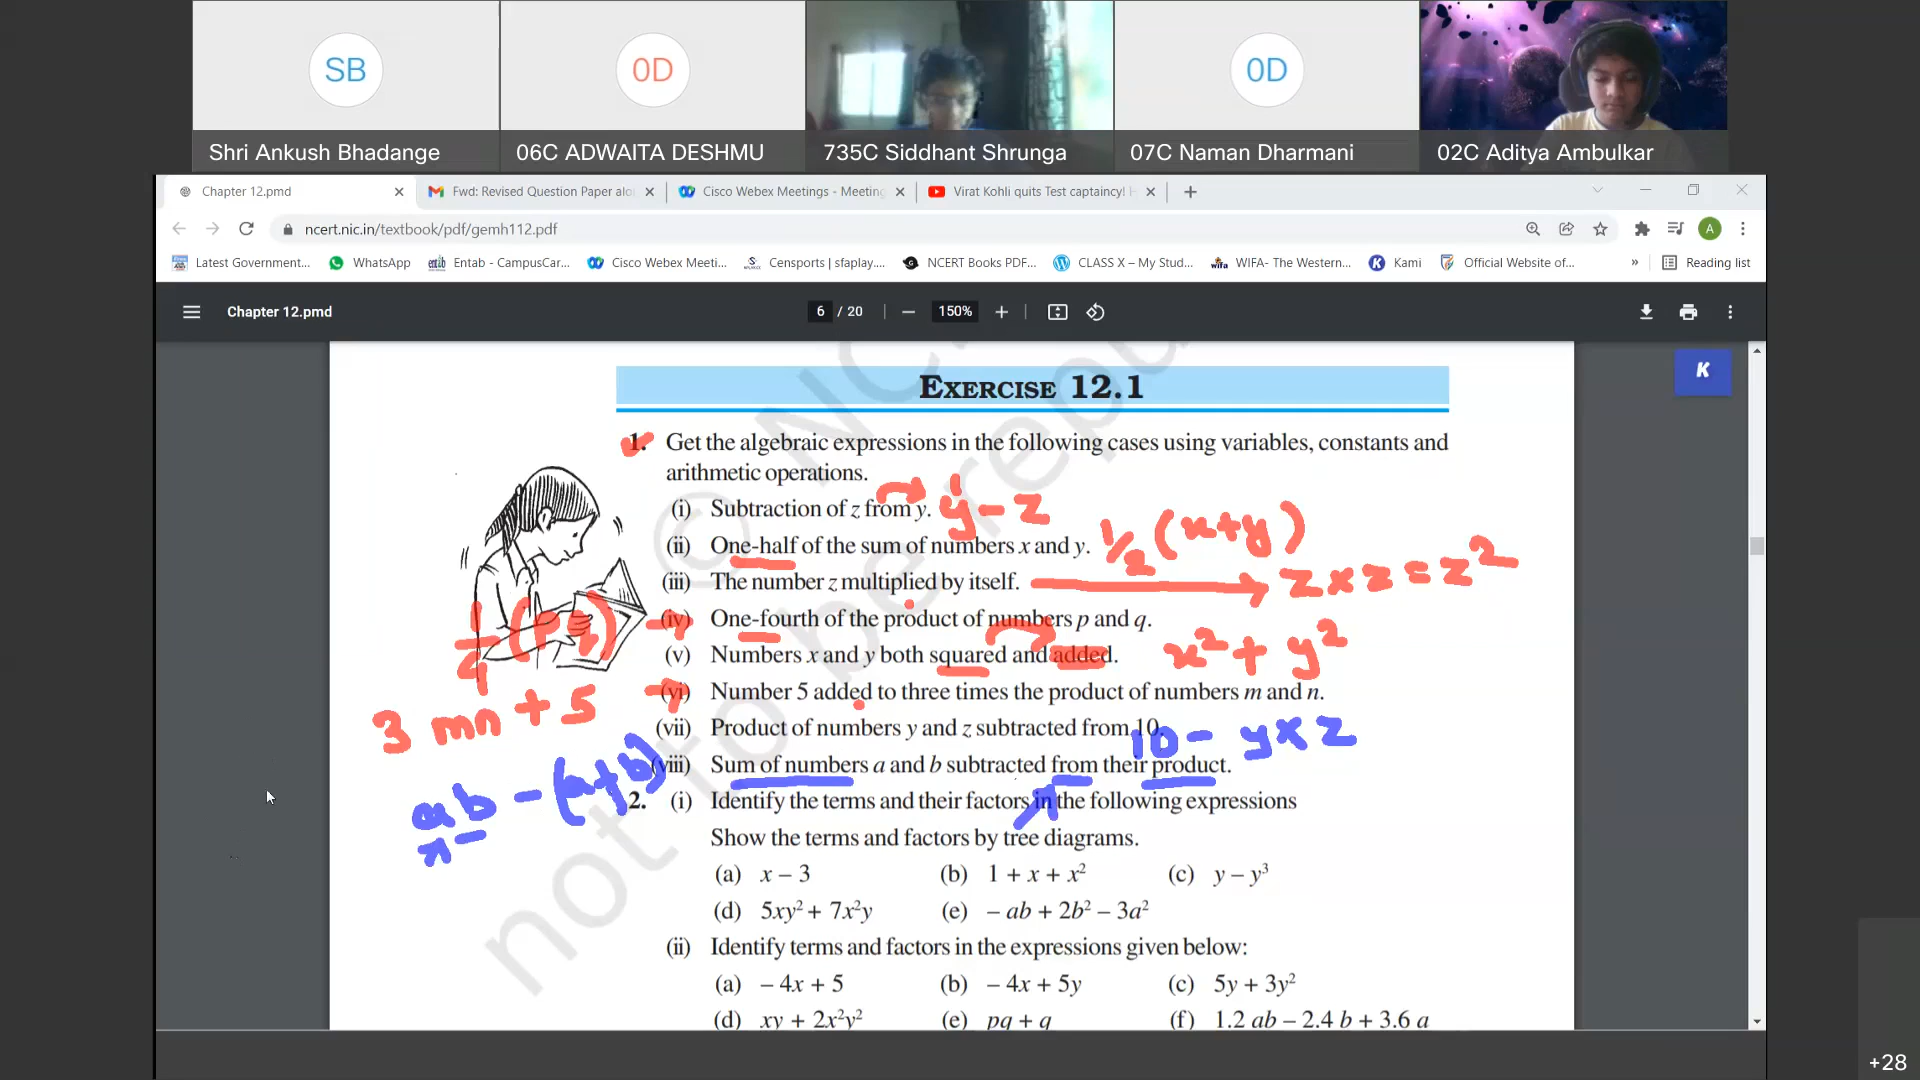 SB
0D
0D
Shri Ankush Bhadange
06C ADWAITA DESHMU
735C Siddhant Shrunga
07C Naman Dharmani
02C Aditya Ambulkar
Chapter 12.pmd
Fwd: Revised Question Paper alo
Cisco Webex Meetings - Meeting
Virat Kohli quits Test captaincy!
ncert.nic.in/textbook/pdf/gemh112.pdf
A
Latest Government...
WhatsApp
Entab - CampusCar...
Cisco Webex Meeti...
Censports | sfaplay....
NCERT Books PDF...
CLASS X – My Stud...
WIFA- The Western...
Kami
Official Website of...
»
Reading list
Chapter 12.pmd
6 / 20
150%
K
EXERCISE 12.1
1. Get the algebraic expressions in the following cases using variables, constants and
arithmetic operations.
(i) Subtraction of z from y. y - z
(ii) One-half of the sum of numbers x and y. 1/2 (x+y)
(iii) The number z multiplied by itself. z x z = z²
(iv) One-fourth of the product of numbers p and q.
(v) Numbers x and y both squared and added. x² + y²
3 mn + 5 (vi) Number 5 added to three times the product of numbers m and n.
(vii) Product of numbers y and z subtracted from 10. 10 - y x z
ab - (a+b) (viii) Sum of numbers a and b subtracted from their product.
2. (i) Identify the terms and their factors in the following expressions
Show the terms and factors by tree diagrams.
(a) x – 3 (b) 1 + x + x² (c) y – y³
(d) 5xy² + 7x²y (e) – ab + 2b² – 3a²
(ii) Identify terms and factors in the expressions given below:
(a) – 4x + 5 (b) – 4x + 5y (c) 5y + 3y²
(d) xy + 2x²y² (e) pq + q (f) 1.2 ab – 2.4 b + 3.6 a
© NC
not to be repu
+28